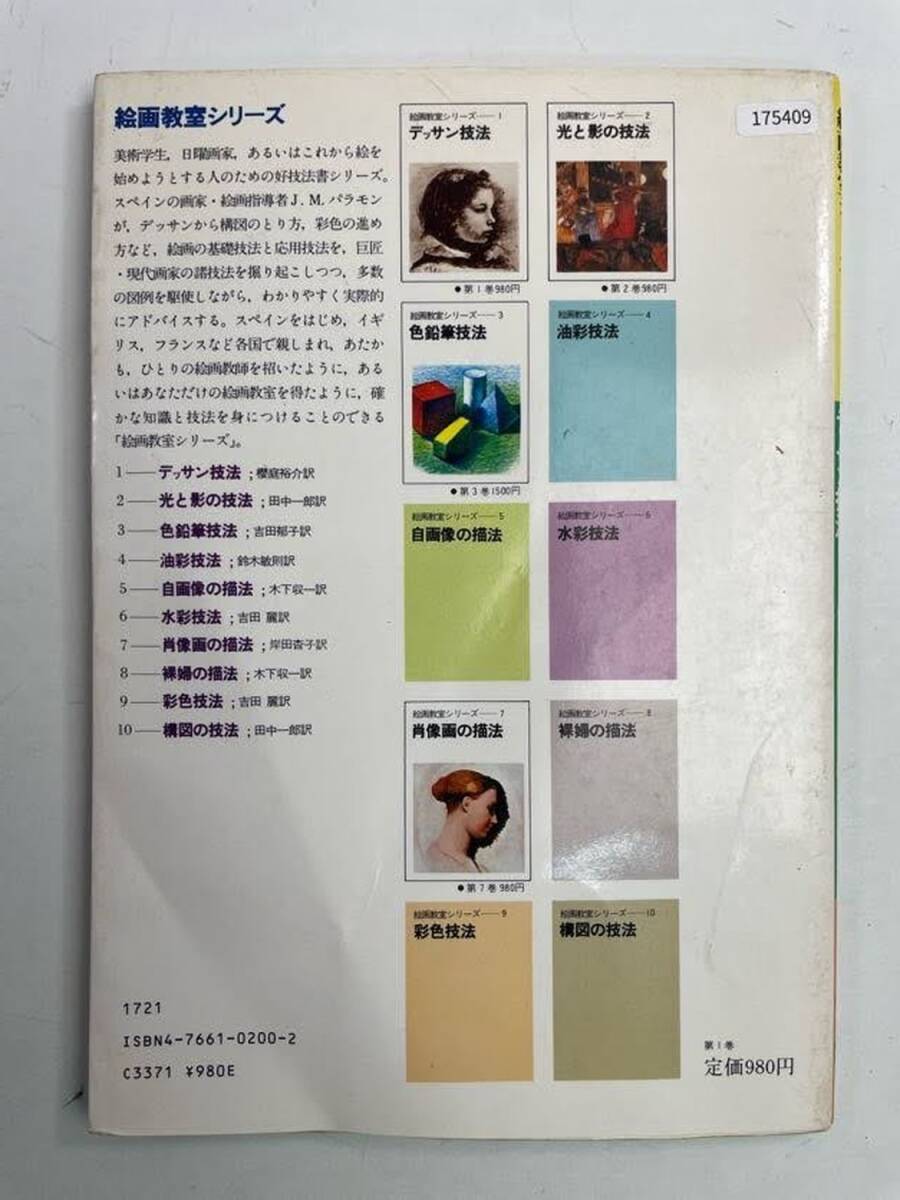 絵画教室シリーズ
美術学生，日曜画家，あるいはこれから絵を
始めようとする人のための好技法書シリーズ。
スペインの画家・絵画指導者J.M.パラモン
が，デッサンから構図のとり方，彩色の進め
方など，絵画の基礎技法と応用技法を，巨匠
・現代画家の諸技法を掘り起こしつつ，多数
の図例を駆使しながら，わかりやすく実際的
にアドバイスする。スペインをはじめ，イギ
リス，フランスなど各国で親しまれ，あたか
も，ひとりの絵画教師を招いたように，ある
いはあなただけの絵画教室を得たように，確
かな知識と技法を身につけることのできる
「絵画教室シリーズ」。
1——デッサン技法；櫻庭裕介訳
2——光と影の技法；田中一郎訳
3——色鉛筆技法；吉田郁子訳
4——油彩技法；鈴木敏則訳
5——自画像の描法；木下収一訳
6——水彩技法；吉田 麗訳
7——肖像画の描法；岸田杏子訳
8——裸婦の描法；木下収一訳
9——彩色技法；吉田 麗訳
10——構図の技法；田中一郎訳
1721
ISBN4-7661-0200-2
C3371 ¥980E
絵画教室シリーズ——1
デッサン技法
●第1巻980円
絵画教室シリーズ——2
光と影の技法
●第2巻980円
絵画教室シリーズ——3
色鉛筆技法
●第3巻1500円
絵画教室シリーズ——4
油彩技法
絵画教室シリーズ——5
自画像の描法
絵画教室シリーズ——6
水彩技法
絵画教室シリーズ——7
肖像画の描法
●第7巻980円
絵画教室シリーズ——8
裸婦の描法
絵画教室シリーズ——9
彩色技法
絵画教室シリーズ——10
構図の技法
175409
第1巻
定価980円